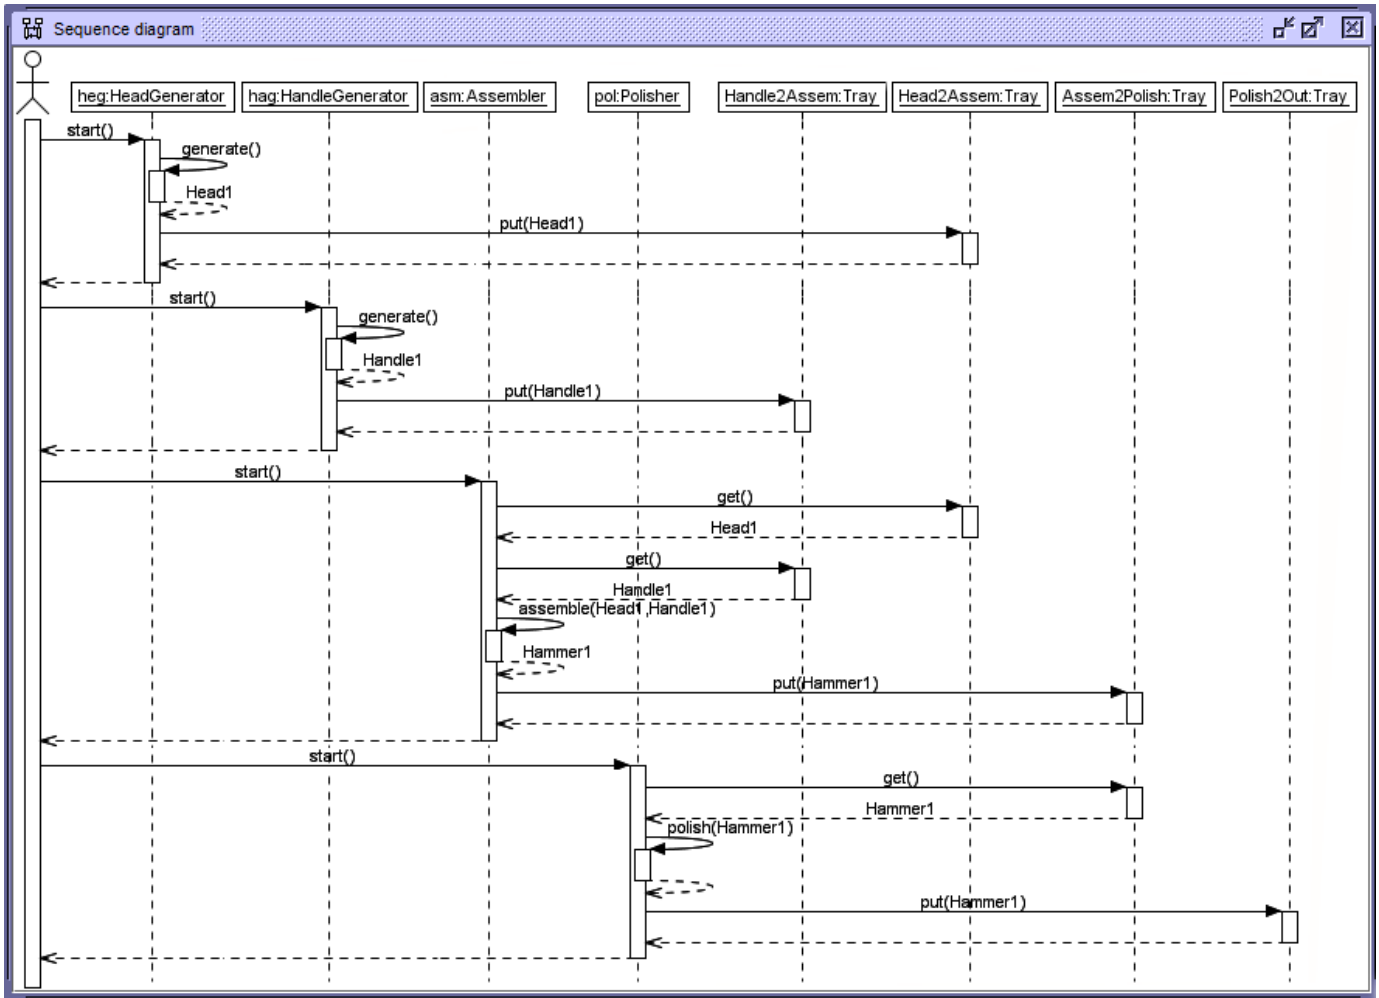 Sequence diagram
heg:HeadGenerator hag:HandleGenerator asm:Assembler pol:Polisher Handle2Assem:Tray Head2Assem:Tray Assem2Polish:Tray Polish2Out:Tray
start()
generate()
Head1
put(Head1)
start()
generate()
Handle1
put(Handle1)
start()
get()
Head1
get()
Handle1
assemble(Head1,Handle1)
Hammer1
put(Hammer1)
start()
get()
Hammer1
polish(Hammer1)
put(Hammer1)